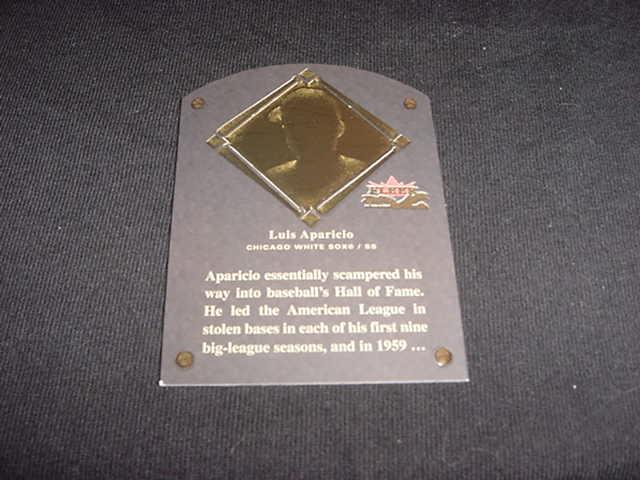 Luis Aparicio
CHICAGO WHITE SOX® / SS
Aparicio essentially scampered his
way into baseball's Hall of Fame.
He led the American League in
stolen bases in each of his first nine
big-league seasons, and in 1959 ...